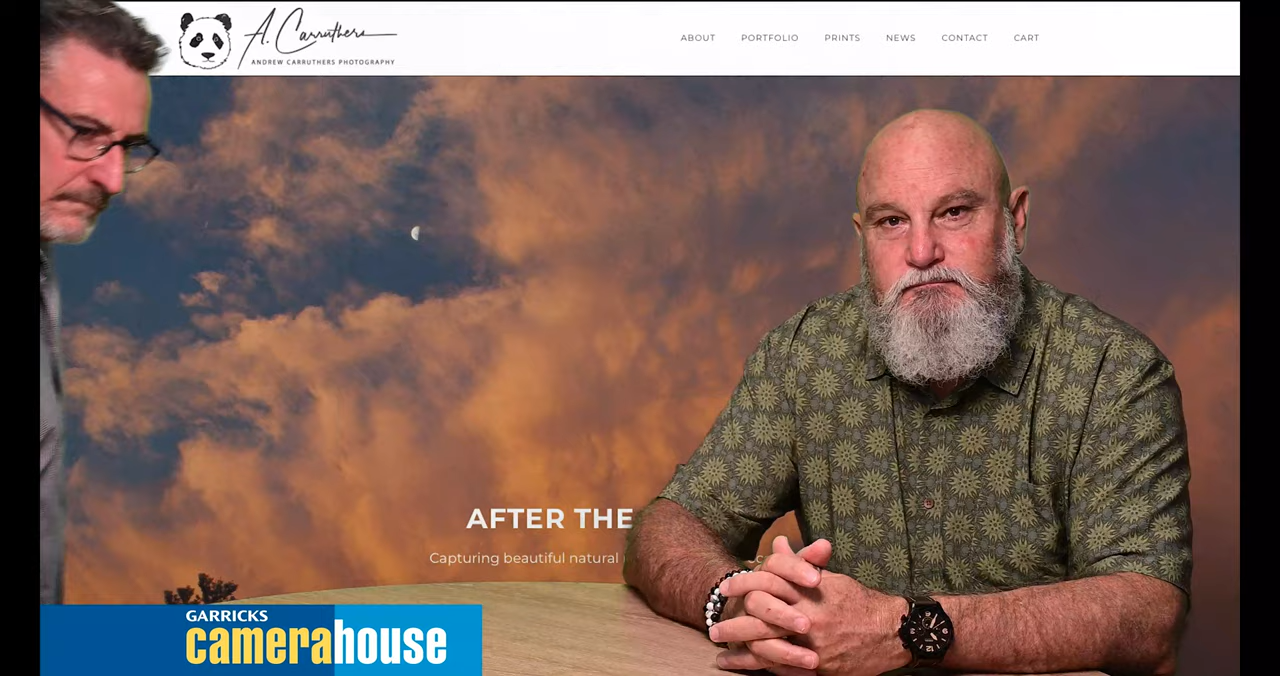 A. Carruthers
ANDREW CARRUTHERS PHOTOGRAPHY
ABOUT PORTFOLIO PRINTS NEWS CONTACT CART
AFTER THE
Capturing beautiful natural
GARRICKS
camerahouse